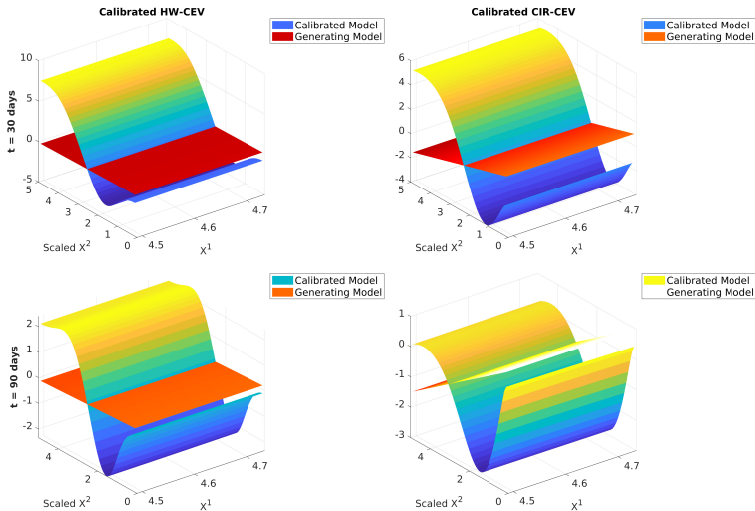 Calibrated HW-CEV
Calibrated Model
Generating Model
t = 30 days
10
5
0
-5
5
4
3
2
1
0
Scaled X²
4.5
4.6
4.7
X¹
Calibrated CIR-CEV
Calibrated Model
Generating Model
6
4
2
0
-2
-4
5
4
3
2
1
0
Scaled X²
4.5
4.6
4.7
X¹
Calibrated Model
Generating Model
t = 90 days
2
1
0
-1
-2
4
2
0
Scaled X²
4.5
4.6
4.7
X¹
Calibrated Model
Generating Model
1
0
-1
-2
-3
4
2
0
Scaled X²
4.5
4.6
4.7
X¹